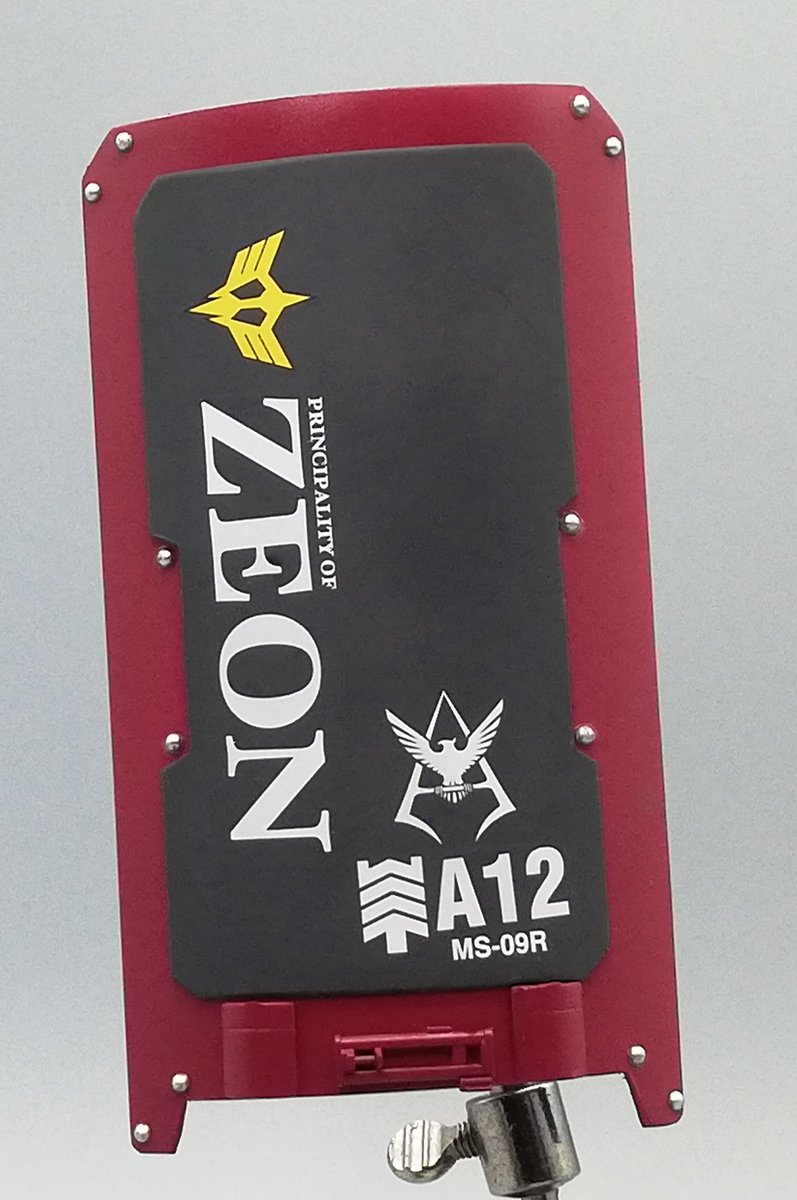 PRINCIPALITY OF
ZEON
A12
MS-09R